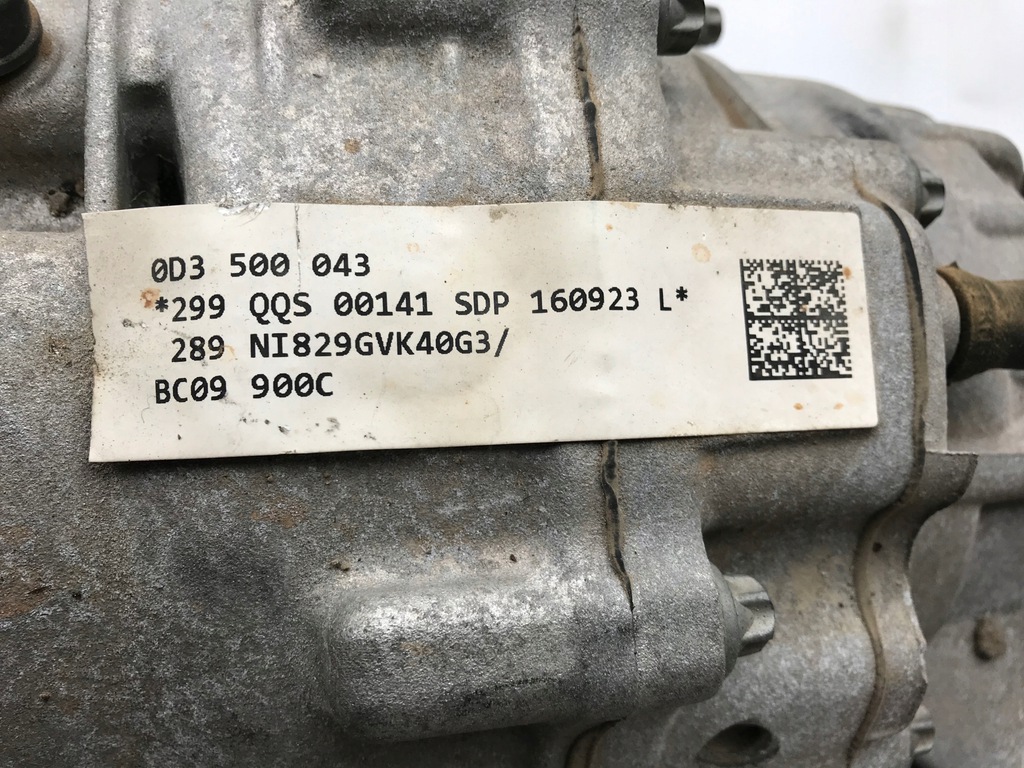 0D3 500 043
*299 QQS 00141 SDP 160923 L*
289 NI829GVK40G3/
BC09 900C